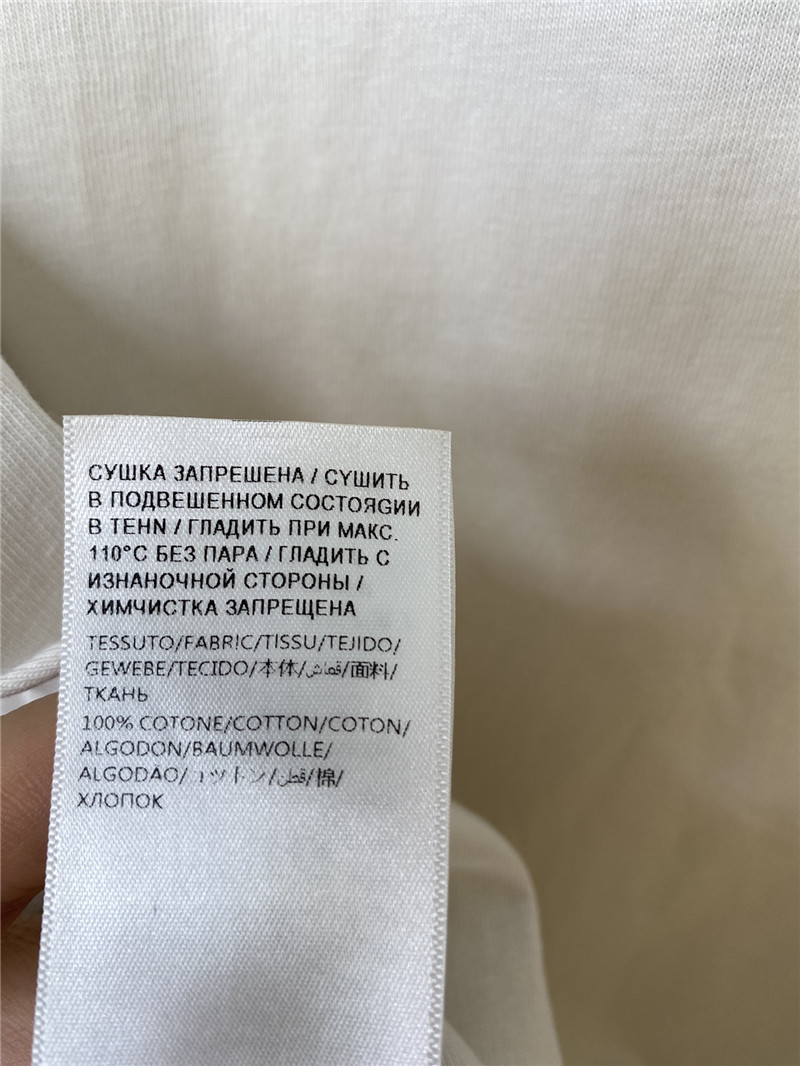 СУШКА ЗАПРЕШЕНА / СYШИТЬ
В ПОДВЕШЕННОМ СОСТОЯGИИ
В ТЕНN / ГЛАДИТЬ ПРИ МАКС.
110°C БЕЗ ПАРА / ГЛАДИТЬ С
ИЗНАНОЧНОЙ СТОРОНЫ /
ХИМЧИСТКА ЗАПРЕЩЕНА
TESSUTO/FABRIC/TISSU/TEJIDO/
GEWEBE/TECIDO/本体/قماش/面料/
ТКАНЬ
100% COTONE/COTTON/COTON/
ALGODON/BAUMWOLLE/
ALGODAO/コットン/قطن/棉/
ХЛОПОК